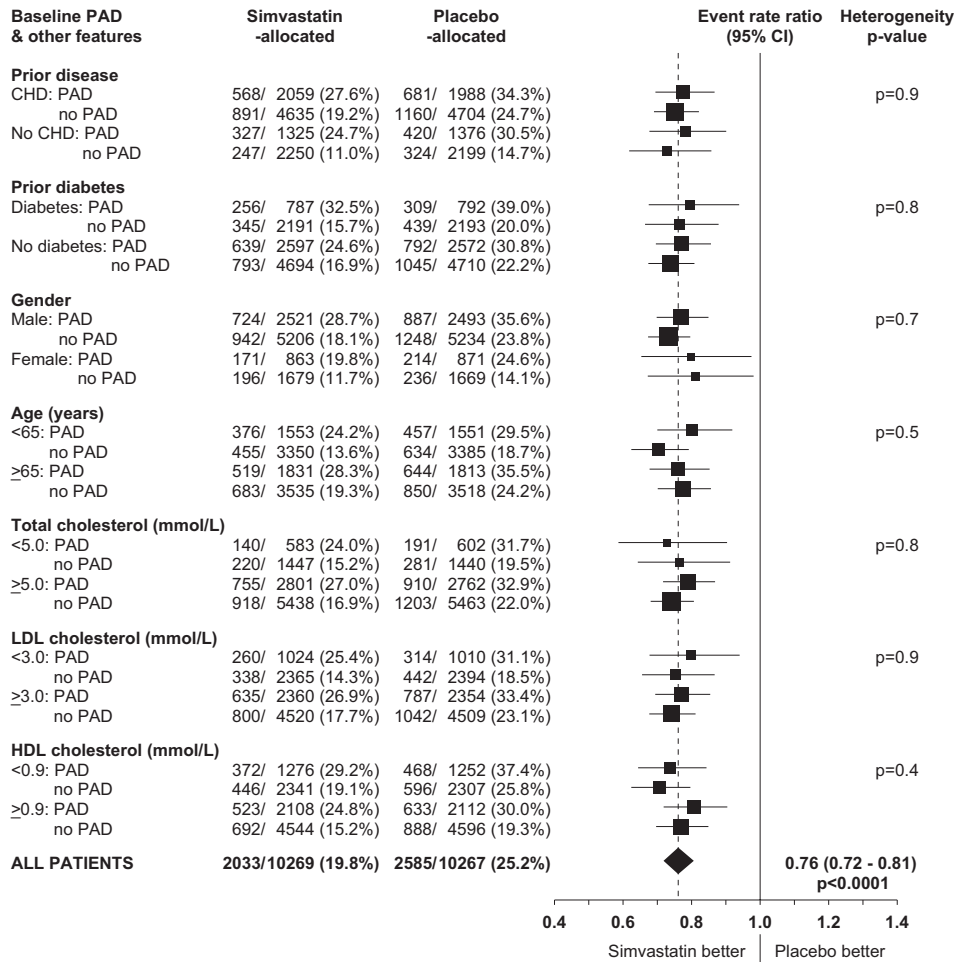 Baseline PAD Simvastatin Placebo Event rate ratio Heterogeneity
& other features -allocated -allocated (95% CI) p-value
Prior disease
CHD: PAD 568/ 2059 (27.6%) 681/ 1988 (34.3%) p=0.9
no PAD 891/ 4635 (19.2%) 1160/ 4704 (24.7%)
No CHD: PAD 327/ 1325 (24.7%) 420/ 1376 (30.5%)
no PAD 247/ 2250 (11.0%) 324/ 2199 (14.7%)
Prior diabetes
Diabetes: PAD 256/ 787 (32.5%) 309/ 792 (39.0%) p=0.8
no PAD 345/ 2191 (15.7%) 439/ 2193 (20.0%)
No diabetes: PAD 639/ 2597 (24.6%) 792/ 2572 (30.8%)
no PAD 793/ 4694 (16.9%) 1045/ 4710 (22.2%)
Gender
Male: PAD 724/ 2521 (28.7%) 887/ 2493 (35.6%) p=0.7
no PAD 942/ 5206 (18.1%) 1248/ 5234 (23.8%)
Female: PAD 171/ 863 (19.8%) 214/ 871 (24.6%)
no PAD 196/ 1679 (11.7%) 236/ 1669 (14.1%)
Age (years)
<65: PAD 376/ 1553 (24.2%) 457/ 1551 (29.5%) p=0.5
no PAD 455/ 3350 (13.6%) 634/ 3385 (18.7%)
≥65: PAD 519/ 1831 (28.3%) 644/ 1813 (35.5%)
no PAD 683/ 3535 (19.3%) 850/ 3518 (24.2%)
Total cholesterol (mmol/L)
<5.0: PAD 140/ 583 (24.0%) 191/ 602 (31.7%) p=0.8
no PAD 220/ 1447 (15.2%) 281/ 1440 (19.5%)
≥5.0: PAD 755/ 2801 (27.0%) 910/ 2762 (32.9%)
no PAD 918/ 5438 (16.9%) 1203/ 5463 (22.0%)
LDL cholesterol (mmol/L)
<3.0: PAD 260/ 1024 (25.4%) 314/ 1010 (31.1%) p=0.9
no PAD 338/ 2365 (14.3%) 442/ 2394 (18.5%)
≥3.0: PAD 635/ 2360 (26.9%) 787/ 2354 (33.4%)
no PAD 800/ 4520 (17.7%) 1042/ 4509 (23.1%)
HDL cholesterol (mmol/L)
<0.9: PAD 372/ 1276 (29.2%) 468/ 1252 (37.4%) p=0.4
no PAD 446/ 2341 (19.1%) 596/ 2307 (25.8%)
≥0.9: PAD 523/ 2108 (24.8%) 633/ 2112 (30.0%)
no PAD 692/ 4544 (15.2%) 888/ 4596 (19.3%)
ALL PATIENTS 2033/10269 (19.8%) 2585/10267 (25.2%) 0.76 (0.72 - 0.81)
p<0.0001
0.4 0.6 0.8 1.0 1.2 1.4
Simvastatin better Placebo better